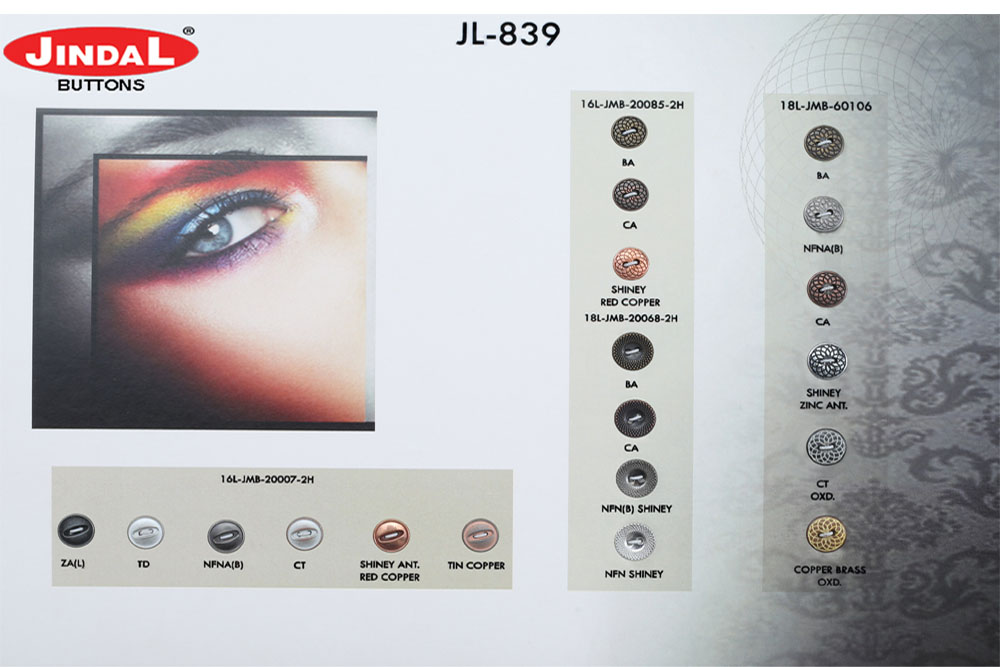 JL-839
JINDAL®
BUTTONS
16L-JMB-20085-2H
BA
CA
SHINEY
RED COPPER
18L-JMB-20068-2H
BA
CA
NFN(B) SHINEY
NFN SHINEY
18L-JMB-60106
BA
NFNA(B)
CA
SHINEY
ZINC ANT.
CT
OXD.
COPPER BRASS
OXD.
16L-JMB-20007-2H
ZA(L)
TD
NFNA(B)
CT
SHINEY ANT.
RED COPPER
TIN COPPER